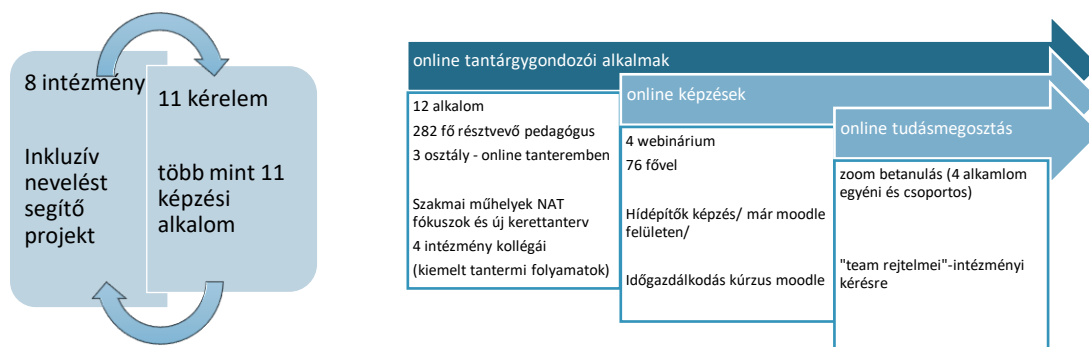 8 intézmény
Inkluzív
nevelést
segítő
projekt
11 kérelem
több mint 11
képzési
alkalom
online tantárgygondozói alkalmak
12 alkalom
282 fő résztvevő pedagógus
3 osztály - online tanteremben
Szakmai műhelyek NAT
fókuszok és új kerettanterv
4 intézmény kollégái
(kiemelt tantermi folyamatok)
online képzések
4 webinárium
76 fővel
Hídépítők képzés/ már moodle
felületen/
Időgazdálkodás kúrzus moodle
online tudásmegosztás
zoom betanulás (4 alkamlom
egyéni és csoportos)
"team rejtelmei"-intézményi
kérésre